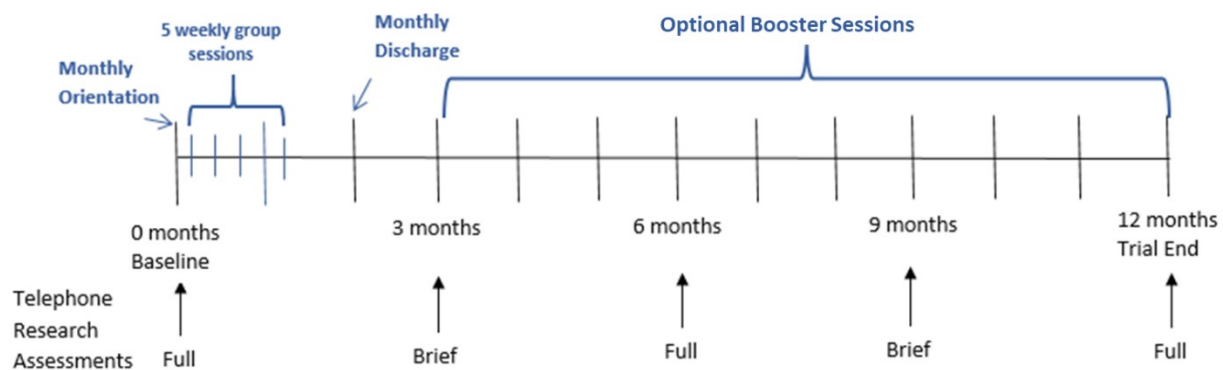 5 weekly group
sessions
Monthly
Discharge
Optional Booster Sessions
Monthly
Orientation
0 months
Baseline
3 months
6 months
9 months
12 months
Trial End
Telephone
Research
Assessments
Full
Brief
Full
Brief
Full